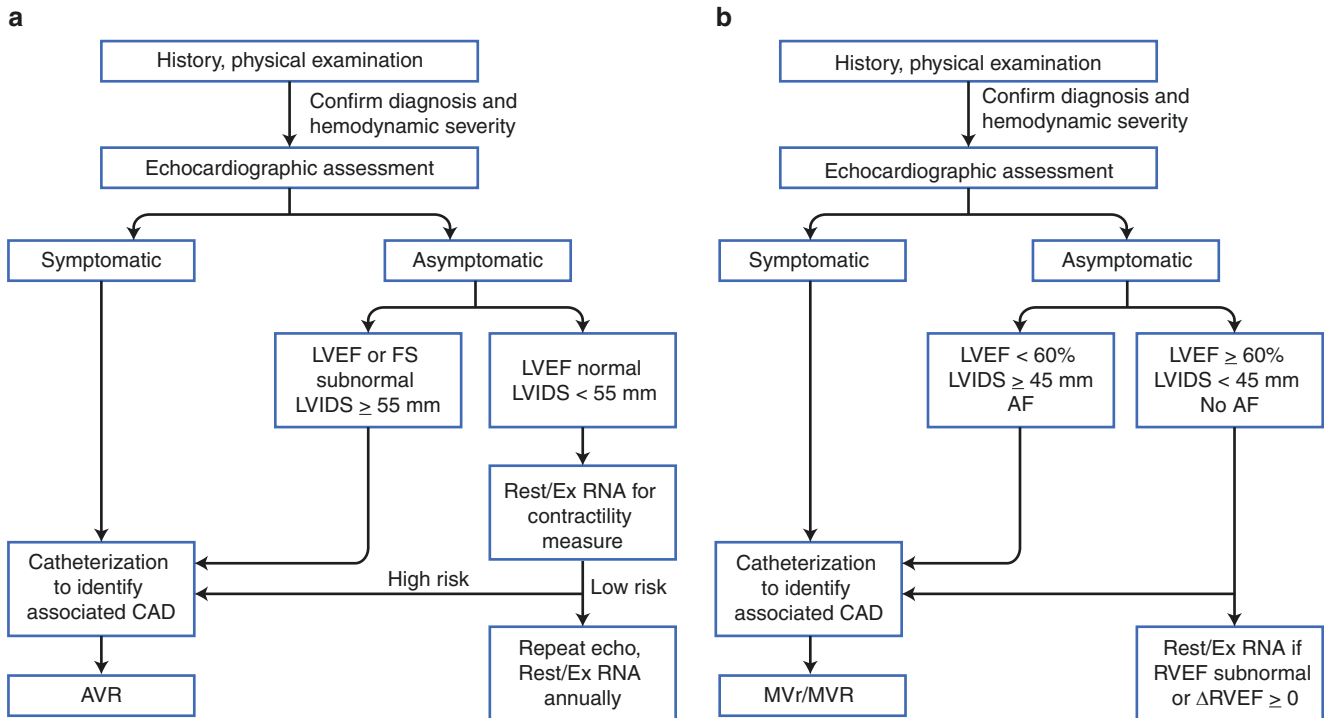 a
History, physical examination
Confirm diagnosis and
hemodynamic severity
Echocardiographic assessment
Symptomatic
Asymptomatic
LVEF or FS
subnormal
LVIDS ≥ 55 mm
LVEF normal
LVIDS < 55 mm
Rest/Ex RNA for
contractility
measure
Catheterization
to identify
associated CAD
High risk
Low risk
Repeat echo,
Rest/Ex RNA
annually
AVR
b
History, physical examination
Confirm diagnosis and
hemodynamic severity
Echocardiographic assessment
Symptomatic
Asymptomatic
LVEF < 60%
LVIDS ≥ 45 mm
AF
LVEF ≥ 60%
LVIDS < 45 mm
No AF
Catheterization
to identify
associated CAD
Rest/Ex RNA if
RVEF subnormal
or ΔRVEF ≥ 0
MVr/MVR